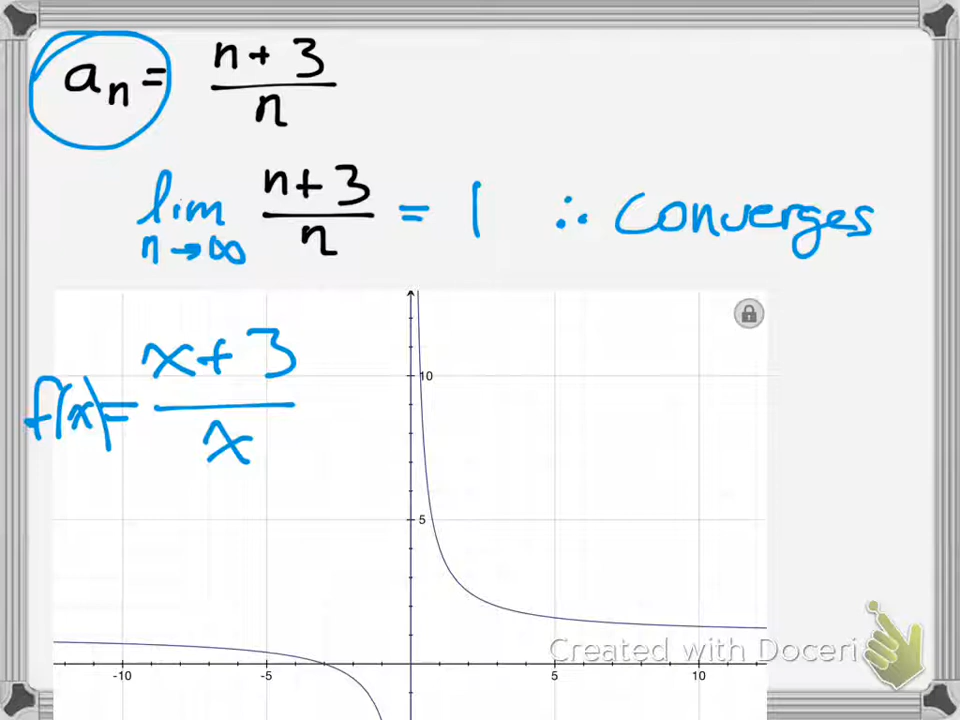 aₙ = (n + 3)/n
lim n→∞ (n + 3)/n = 1 ∴ Converges
f(x) = (x + 3)/x
10
5
-10 -5 5 10
Created with Doceri